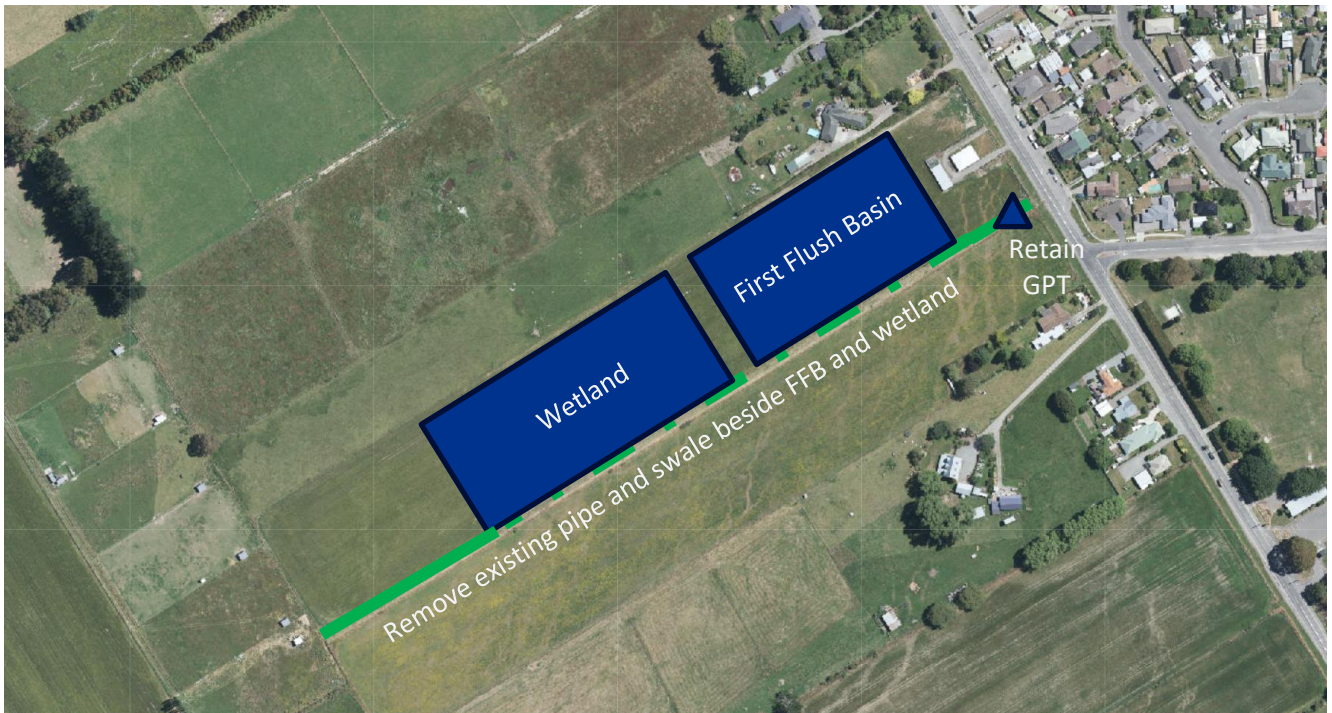 First Flush Basin
Retain
GPT
Wetland
Remove existing pipe and swale beside FFB and wetland